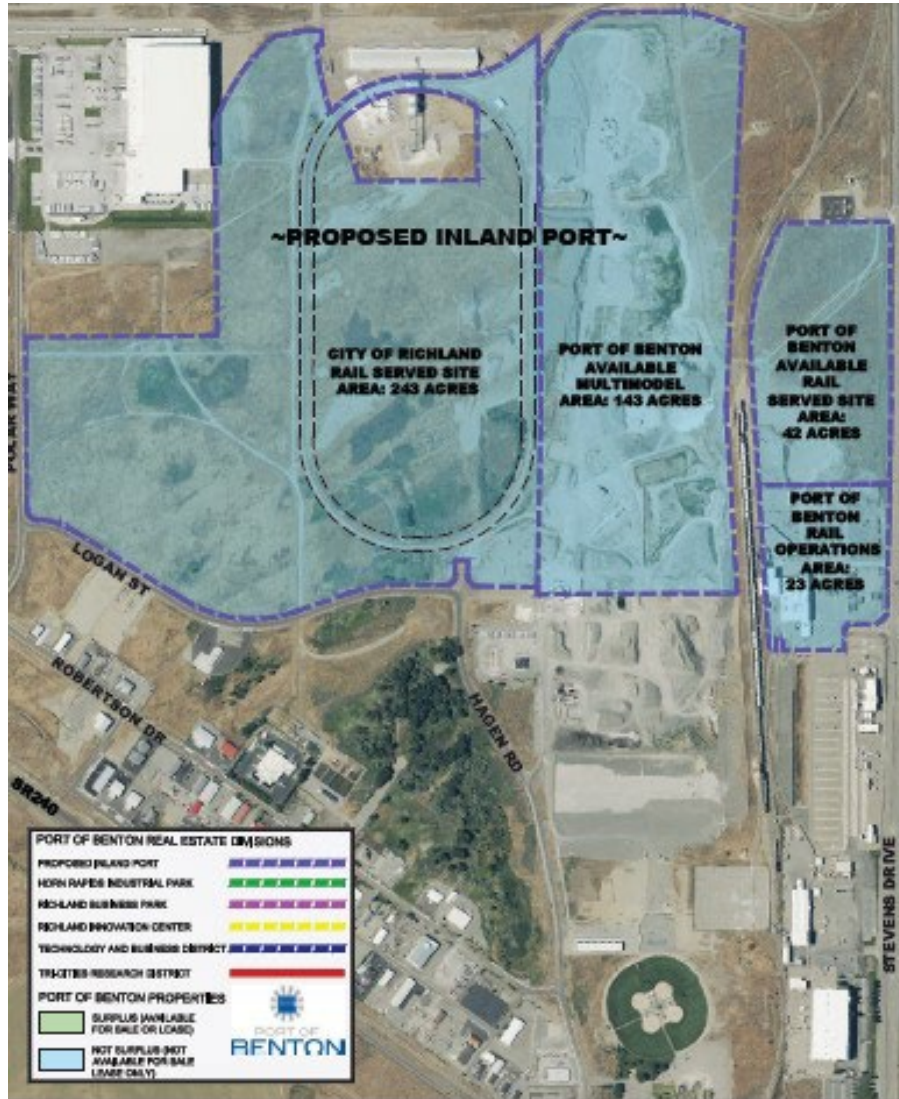 ~PROPOSED INLAND PORT~
CITY OF RICHLAND
RAIL SERVED SITE
AREA: 243 ACRES
PORT OF BENTON
AVAILABLE
MULTIMODEL
AREA: 143 ACRES
PORT OF
BENTON
AVAILABLE
RAIL
SERVED SITE
AREA:
42 ACRES
PORT OF
BENTON
RAIL
OPERATIONS
AREA:
23 ACRES
POLAR WAY
LOGAN ST
ROBERTSON DR
HAGEN RD
SR240
STEVENS DRIVE
PORT OF BENTON REAL ESTATE DIVISIONS
PROPOSED INLAND PORT
HORN RAPIDS INDUSTRIAL PARK
RICHLAND BUSINESS PARK
RICHLAND INNOVATION CENTER
TECHNOLOGY AND BUSINESS DISTRICT
TRI-CITIES RESEARCH DISTRICT
PORT OF BENTON PROPERTIES
SURPLUS (AVAILABLE
FOR SALE OR LEASE)
NOT SURPLUS (NOT
AVAILABLE FOR SALE
LEASE ONLY)
PORT OF
BENTON